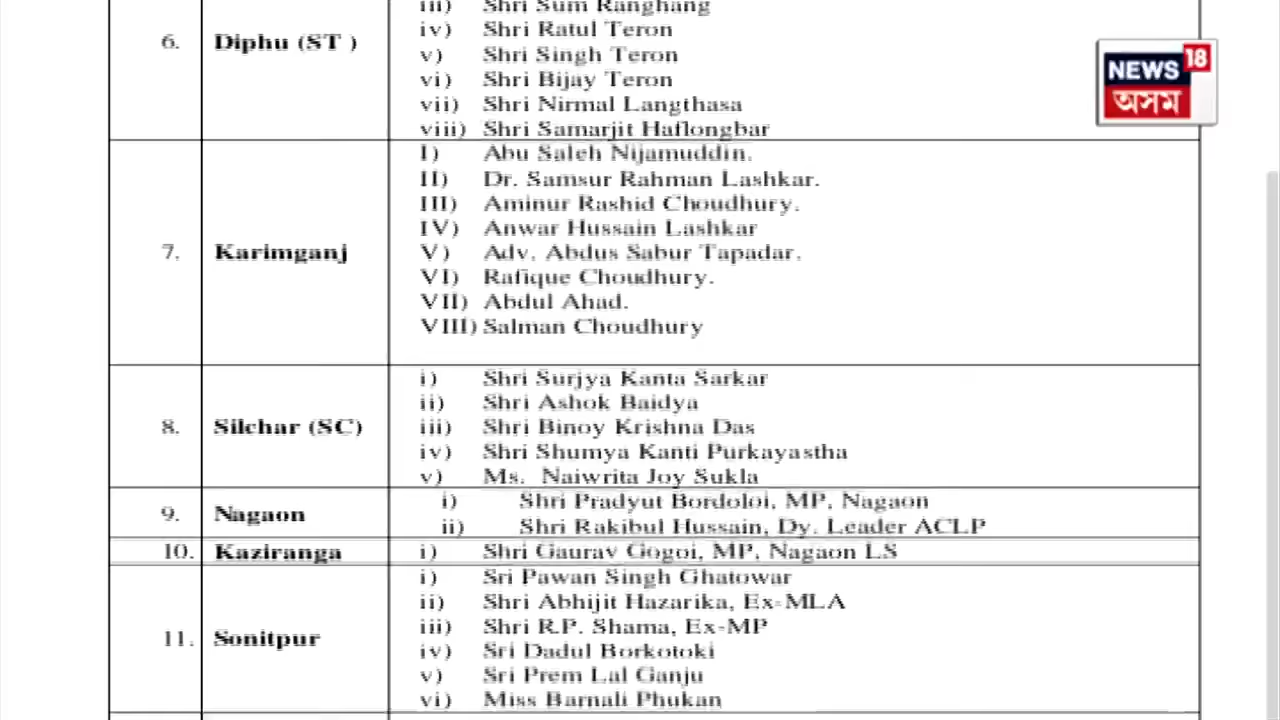 iii) Shri Sum Ranghang
6. Diphu (ST )
iv) Shri Ratul Teron
v) Shri Singh Teron
vi) Shri Bijay Teron
vii) Shri Nirmal Langthasa
viii) Shri Samarjit Haflongbar
NEWS 18
অসম
7. Karimganj
I) Abu Saleh Nijamuddin.
II) Dr. Samsur Rahman Lashkar.
III) Aminur Rashid Choudhury.
IV) Anwar Hussain Lashkar
V) Adv. Abdus Sabur Tapadar.
VI) Rafique Choudhury.
VII) Abdul Ahad.
VIII) Salman Choudhury
8. Silchar (SC)
i) Shri Surjya Kanta Sarkar
ii) Shri Ashok Baidya
iii) Shri Binoy Krishna Das
iv) Shri Shumya Kanti Purkayastha
v) Ms. Naiwrita Joy Sukla
9. Nagaon
i) Shri Pradyut Bordoloi, MP, Nagaon
ii) Shri Rakibul Hussain, Dy. Leader ACLP
10. Kaziranga
i) Shri Gaurav Gogoi, MP, Nagaon LS
11. Sonitpur
i) Sri Pawan Singh Ghatowar
ii) Shri Abhijit Hazarika, Ex-MLA
iii) Shri R.P. Shama, Ex-MP
iv) Sri Dadul Borkotoki
v) Sri Prem Lal Ganju
vi) Miss Barnali Phukan